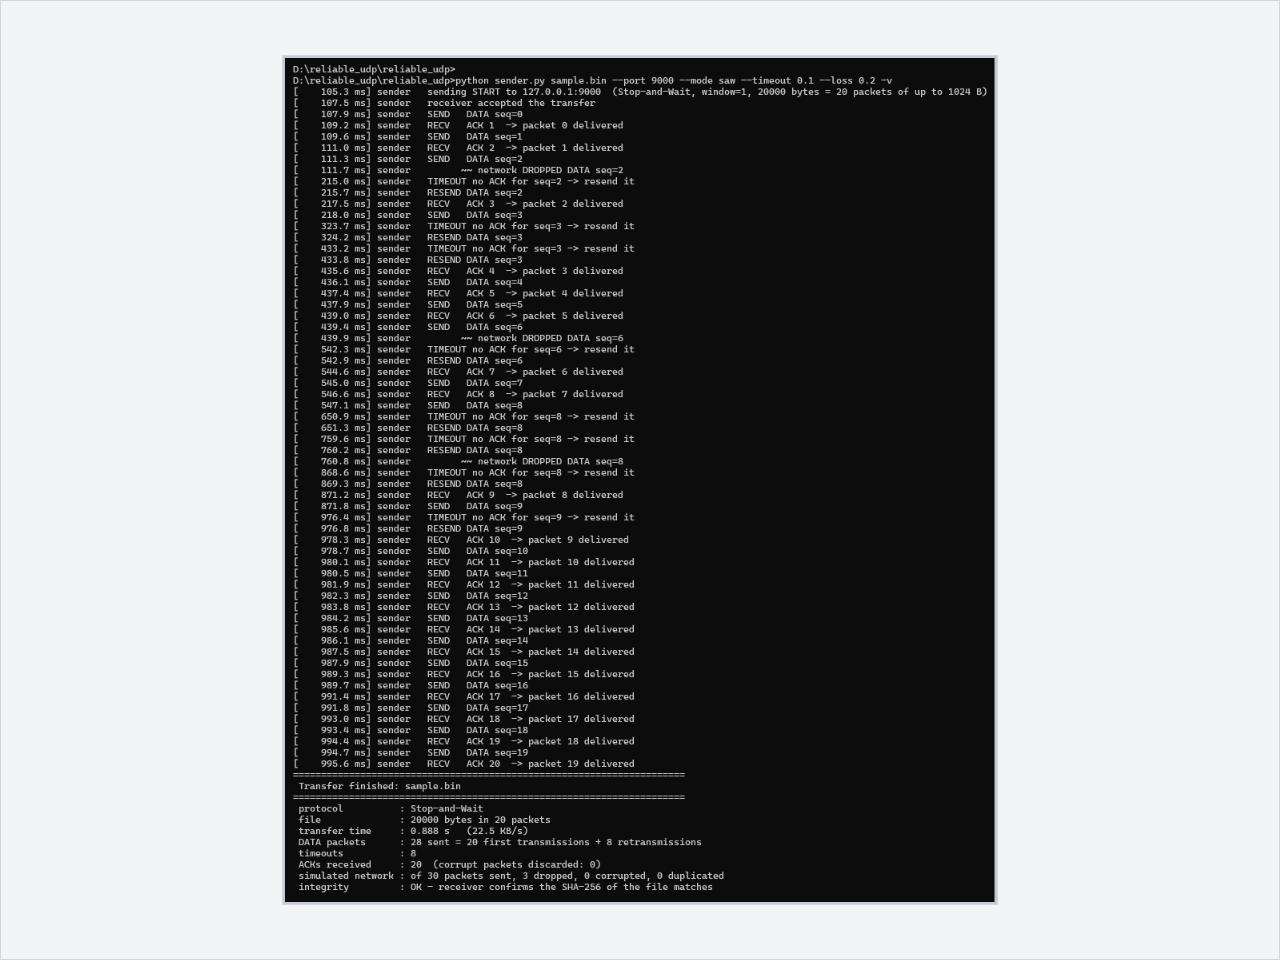 D:\reliable_udp\reliable_udp>
D:\reliable_udp\reliable_udp>python sender.py sample.bin --port 9000 --mode saw --timeout 0.1 --loss 0.2 -v
[    105.3 ms] sender   sending START to 127.0.0.1:9000  (Stop-and-Wait, window=1, 20000 bytes = 20 packets of up to 1024 B)
[    107.5 ms] sender   receiver accepted the transfer
[    107.9 ms] sender   SEND   DATA seq=0
[    109.2 ms] sender   RECV   ACK 1  -> packet 0 delivered
[    109.6 ms] sender   SEND   DATA seq=1
[    111.0 ms] sender   RECV   ACK 2  -> packet 1 delivered
[    111.3 ms] sender   SEND   DATA seq=2
[    111.7 ms] sender         ~~ network DROPPED DATA seq=2
[    215.0 ms] sender   TIMEOUT no ACK for seq=2 -> resend it
[    215.7 ms] sender   RESEND DATA seq=2
[    217.5 ms] sender   RECV   ACK 3  -> packet 2 delivered
[    218.0 ms] sender   SEND   DATA seq=3
[    323.7 ms] sender   TIMEOUT no ACK for seq=3 -> resend it
[    324.2 ms] sender   RESEND DATA seq=3
[    433.2 ms] sender   TIMEOUT no ACK for seq=3 -> resend it
[    433.8 ms] sender   RESEND DATA seq=3
[    435.6 ms] sender   RECV   ACK 4  -> packet 3 delivered
[    436.1 ms] sender   SEND   DATA seq=4
[    437.4 ms] sender   RECV   ACK 5  -> packet 4 delivered
[    437.9 ms] sender   SEND   DATA seq=5
[    439.0 ms] sender   RECV   ACK 6  -> packet 5 delivered
[    439.4 ms] sender   SEND   DATA seq=6
[    439.9 ms] sender         ~~ network DROPPED DATA seq=6
[    542.3 ms] sender   TIMEOUT no ACK for seq=6 -> resend it
[    542.9 ms] sender   RESEND DATA seq=6
[    544.6 ms] sender   RECV   ACK 7  -> packet 6 delivered
[    545.0 ms] sender   SEND   DATA seq=7
[    546.6 ms] sender   RECV   ACK 8  -> packet 7 delivered
[    547.1 ms] sender   SEND   DATA seq=8
[    650.9 ms] sender   TIMEOUT no ACK for seq=8 -> resend it
[    651.3 ms] sender   RESEND DATA seq=8
[    759.6 ms] sender   TIMEOUT no ACK for seq=8 -> resend it
[    760.2 ms] sender   RESEND DATA seq=8
[    760.8 ms] sender         ~~ network DROPPED DATA seq=8
[    868.6 ms] sender   TIMEOUT no ACK for seq=8 -> resend it
[    869.3 ms] sender   RESEND DATA seq=8
[    871.2 ms] sender   RECV   ACK 9  -> packet 8 delivered
[    871.8 ms] sender   SEND   DATA seq=9
[    976.4 ms] sender   TIMEOUT no ACK for seq=9 -> resend it
[    976.8 ms] sender   RESEND DATA seq=9
[    978.3 ms] sender   RECV   ACK 10  -> packet 9 delivered
[    978.7 ms] sender   SEND   DATA seq=10
[    980.1 ms] sender   RECV   ACK 11  -> packet 10 delivered
[    980.5 ms] sender   SEND   DATA seq=11
[    981.9 ms] sender   RECV   ACK 12  -> packet 11 delivered
[    982.3 ms] sender   SEND   DATA seq=12
[    983.8 ms] sender   RECV   ACK 13  -> packet 12 delivered
[    984.2 ms] sender   SEND   DATA seq=13
[    985.6 ms] sender   RECV   ACK 14  -> packet 13 delivered
[    986.1 ms] sender   SEND   DATA seq=14
[    987.5 ms] sender   RECV   ACK 15  -> packet 14 delivered
[    987.9 ms] sender   SEND   DATA seq=15
[    989.3 ms] sender   RECV   ACK 16  -> packet 15 delivered
[    989.7 ms] sender   SEND   DATA seq=16
[    991.4 ms] sender   RECV   ACK 17  -> packet 16 delivered
[    991.8 ms] sender   SEND   DATA seq=17
[    993.0 ms] sender   RECV   ACK 18  -> packet 17 delivered
[    993.4 ms] sender   SEND   DATA seq=18
[    994.4 ms] sender   RECV   ACK 19  -> packet 18 delivered
[    994.7 ms] sender   SEND   DATA seq=19
[    995.6 ms] sender   RECV   ACK 20  -> packet 19 delivered
======================================================================
Transfer finished: sample.bin
======================================================================
protocol          : Stop-and-Wait
file              : 20000 bytes in 20 packets
transfer time     : 0.888 s   (22.5 KB/s)
DATA packets      : 28 sent = 20 first transmissions + 8 retransmissions
timeouts          : 8
ACKs received     : 20  (corrupt packets discarded: 0)
simulated network : of 30 packets sent, 3 dropped, 0 corrupted, 0 duplicated
integrity         : OK - receiver confirms the SHA-256 of the file matches